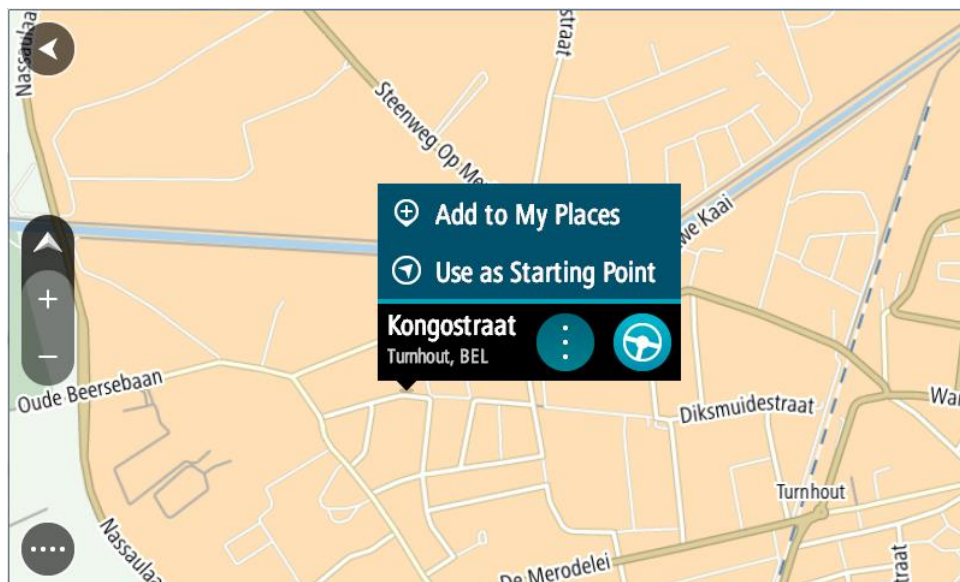 Nassaulaa
straat
Steenweg Op Me
we Kaai
Add to My Places
Use as Starting Point
Kongostraat
Turnhout, BEL
Oude Beersebaan
Diksmuidestraat
Wa
Turnhout
Nassaulaa
De Merodelei
raat